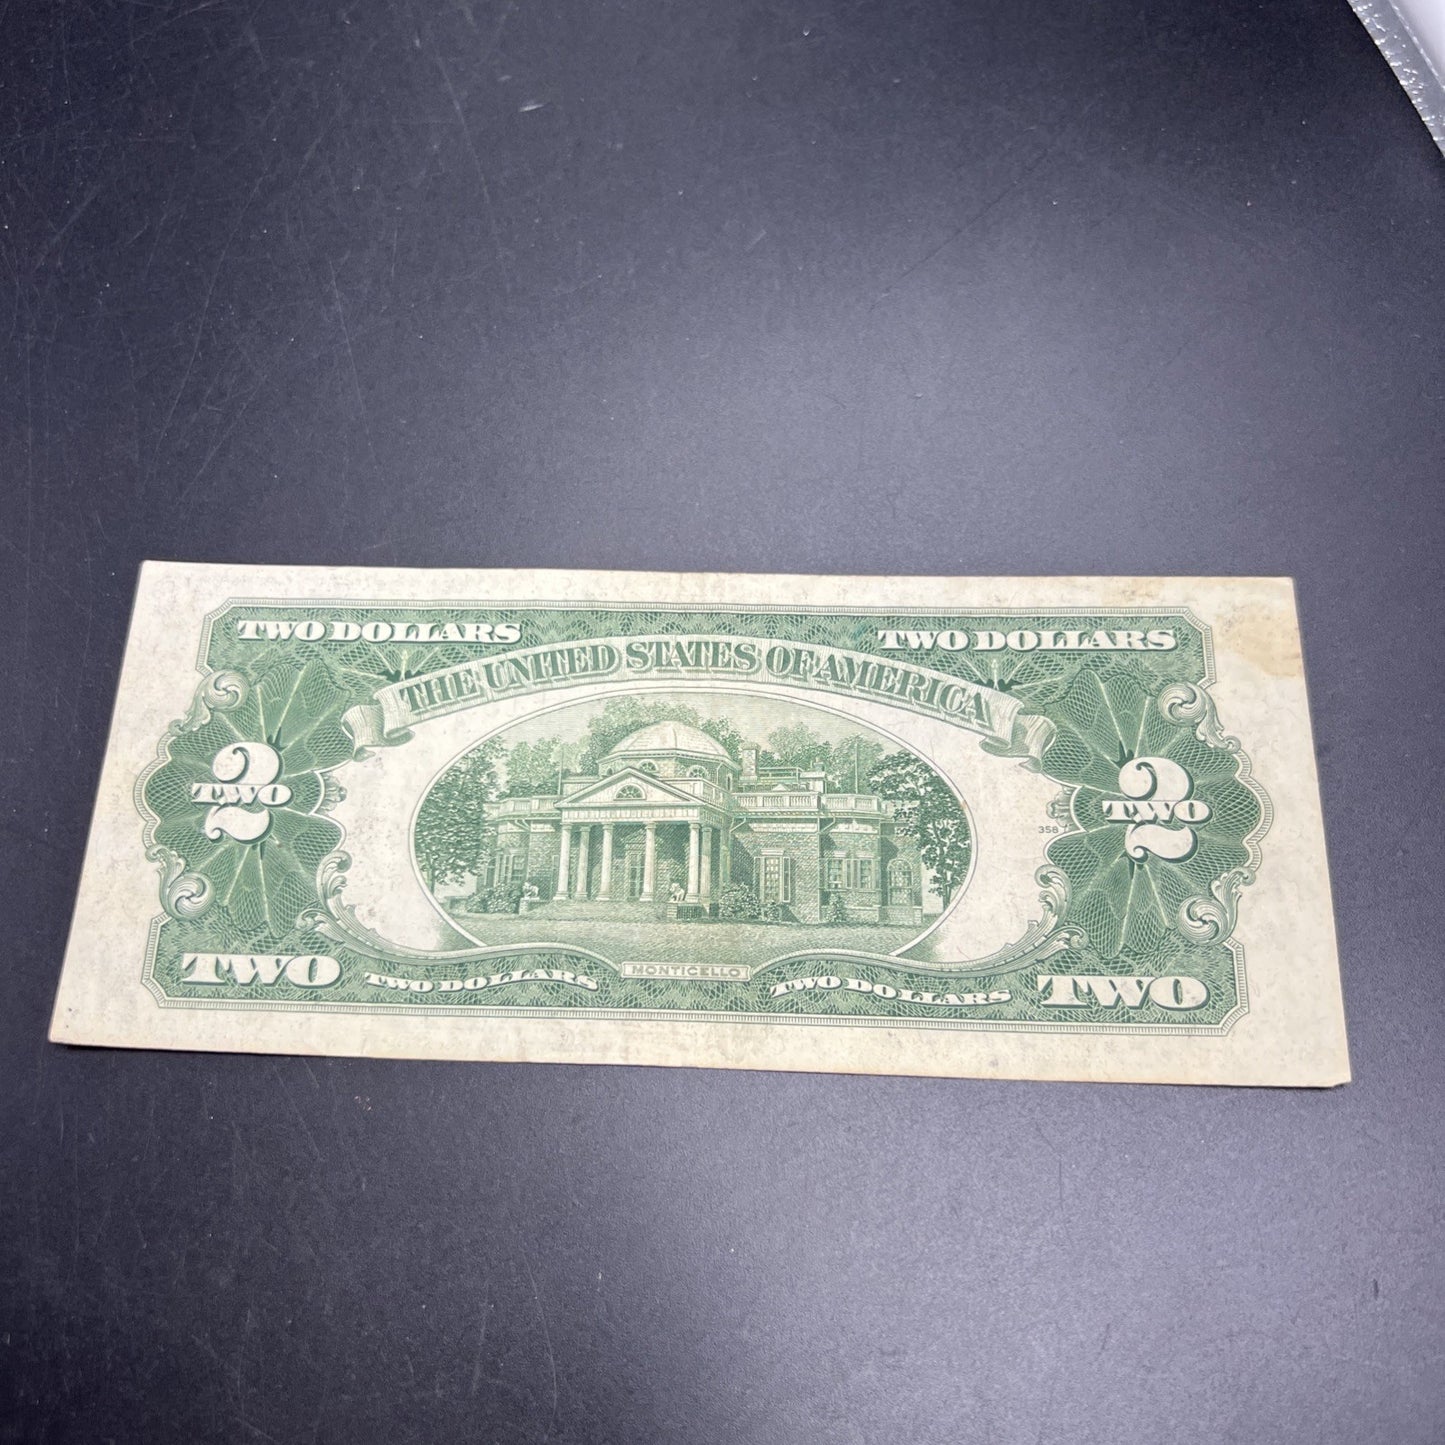 TWO DOLLARS
TWO DOLLARS
THE UNITED STATES OF AMERICA
2
TWO
2
TWO
358
TWO
TWO DOLLARS
MONTICELLO
TWO DOLLARS
TWO